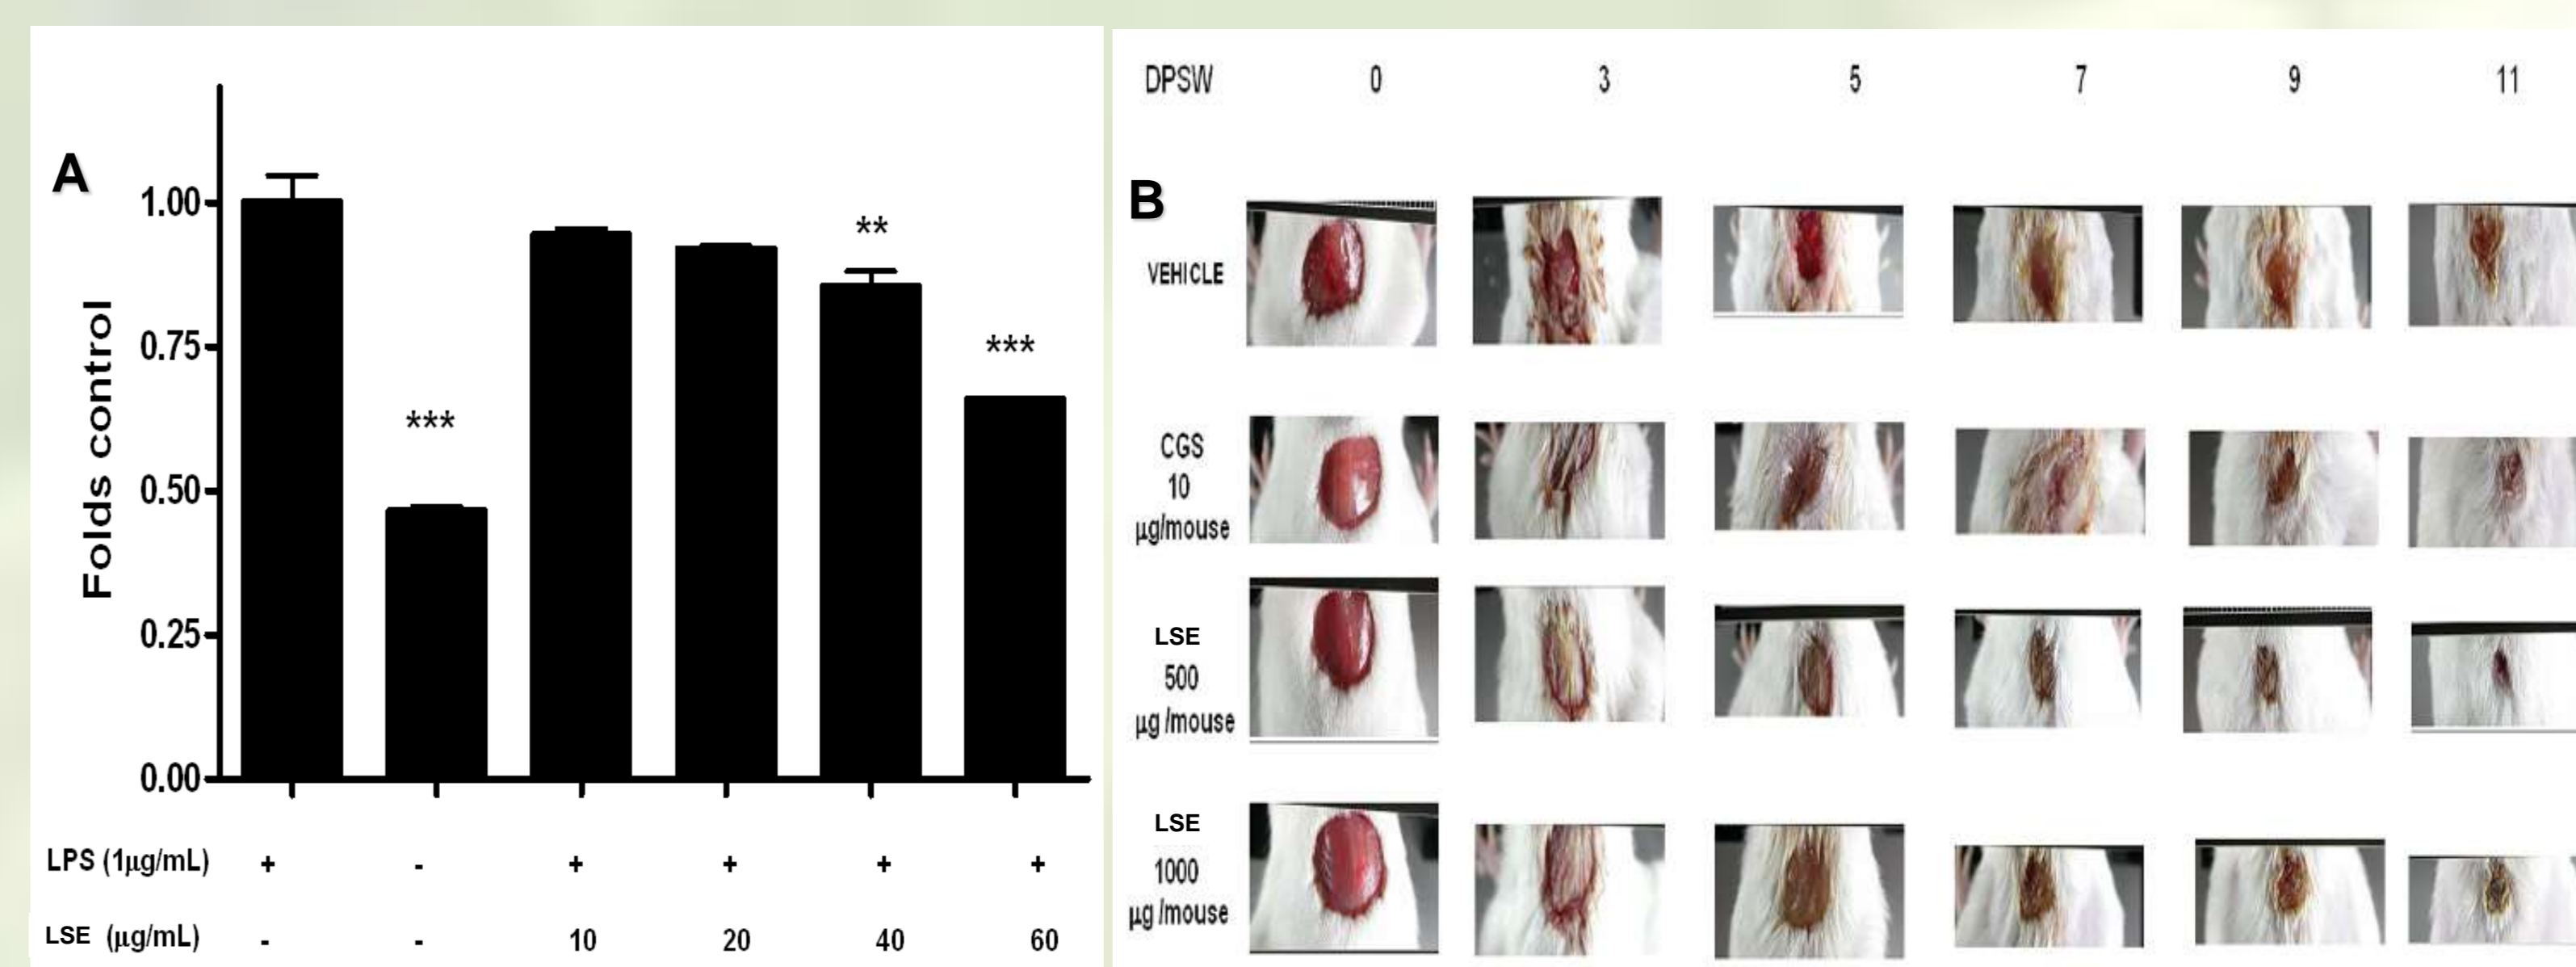 A
Folds control
1.00
0.75
0.50
0.25
0.00
**
***
***
LPS (1μg/mL) + - + + + +
LSE (μg/mL) - - 10 20 40 60
B
DPSW 0 3 5 7 9 11
VEHICLE
CGS
10
μg/mouse
LSE
500
μg /mouse
LSE
1000
μg /mouse